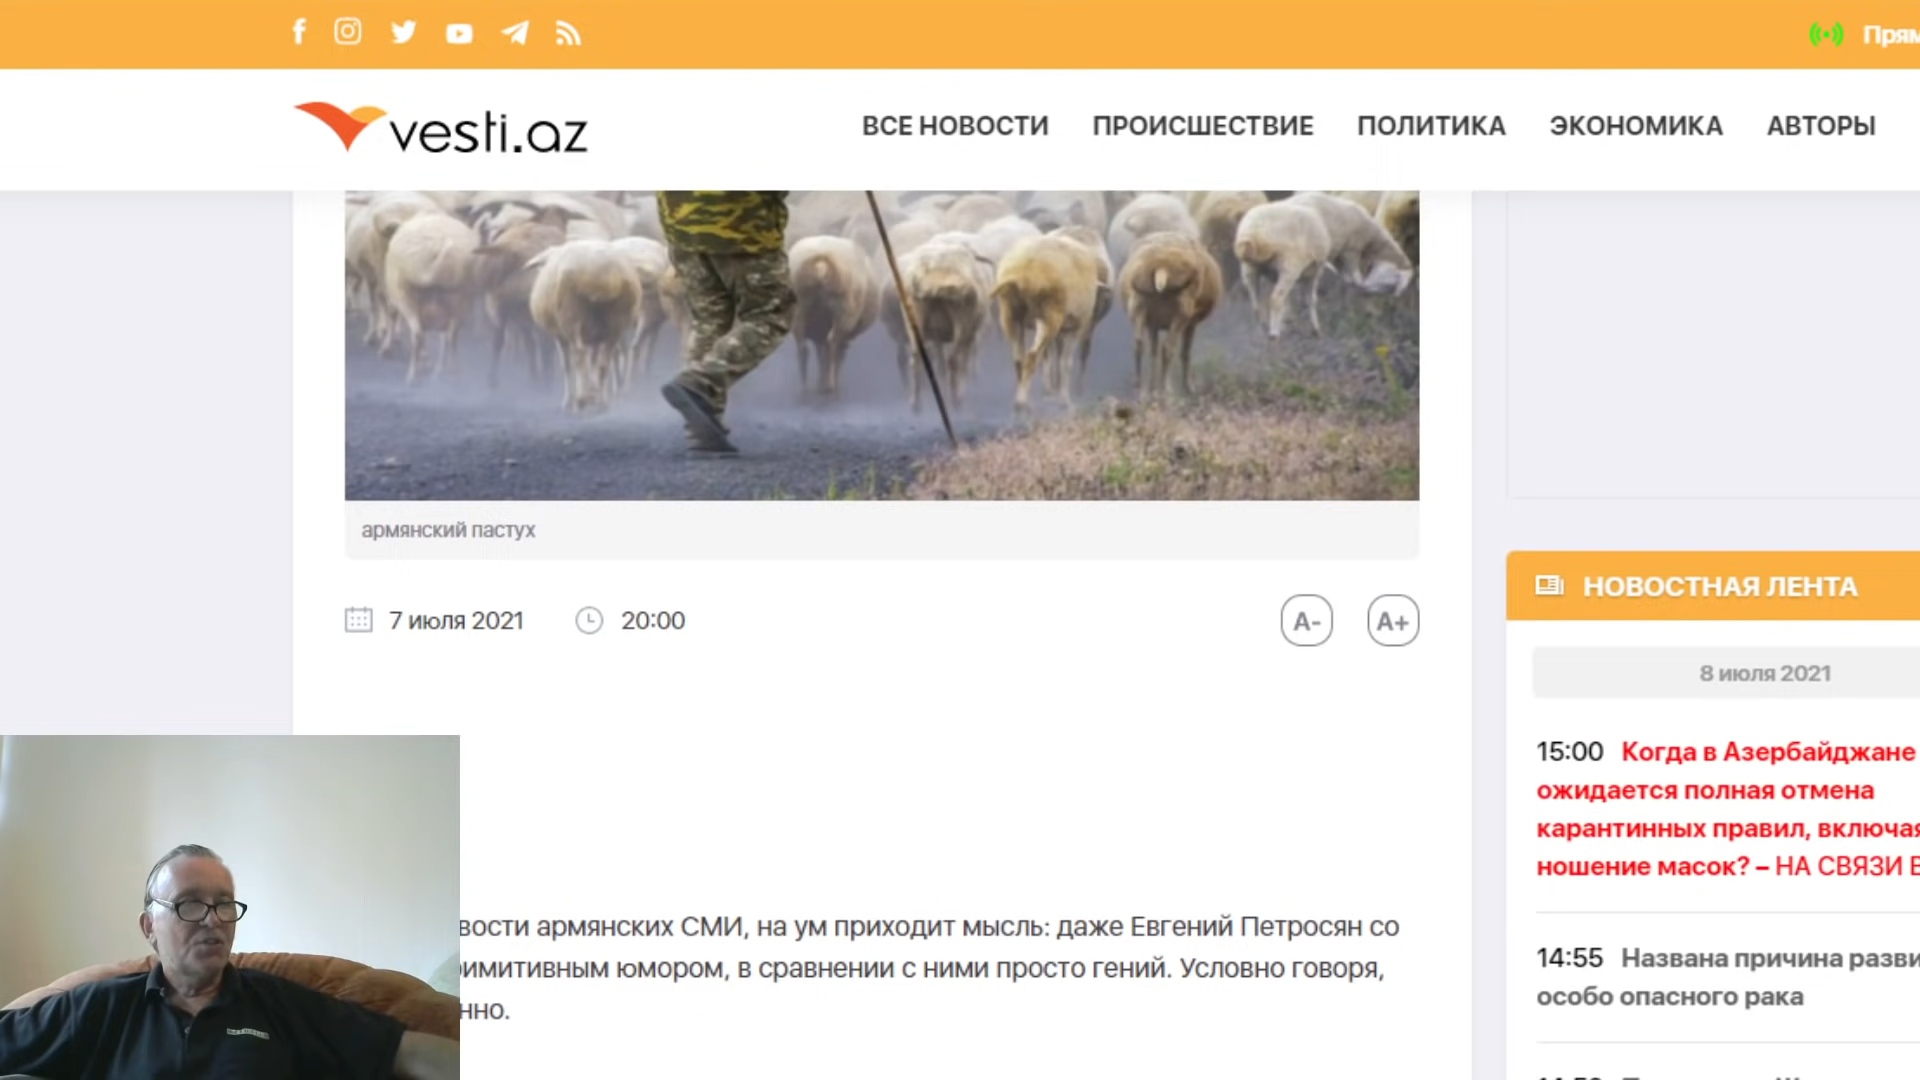 Прям
vesti.az
ВСЕ НОВОСТИ ПРОИСШЕСТВИЕ ПОЛИТИКА ЭКОНОМИКА АВТОРЫ
армянский пастух
7 июля 2021 20:00
A- A+
вости армянских СМИ, на ум приходит мысль: даже Евгений Петросян со
имитивным юмором, в сравнении с ними просто гений. Условно говоря,
нно.
НОВОСТНАЯ ЛЕНТА
8 июля 2021
15:00 Когда в Азербайджане
ожидается полная отмена
карантинных правил, включая
ношение масок? – НА СВЯЗИ В
14:55 Названа причина разви
особо опасного рака